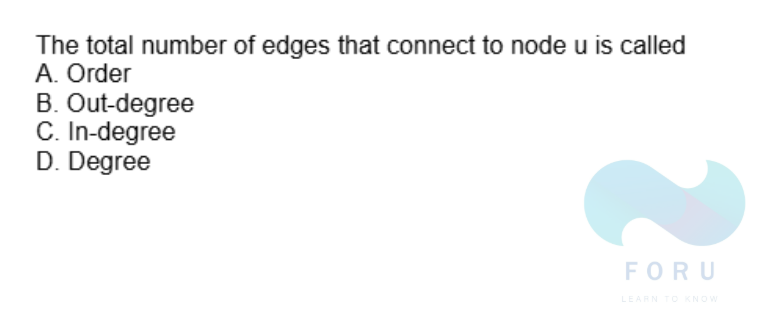 The total number of edges that connect to node u is called
A. Order
B. Out-degree
C. In-degree
D. Degree
FORU
LEARN TO KNOW